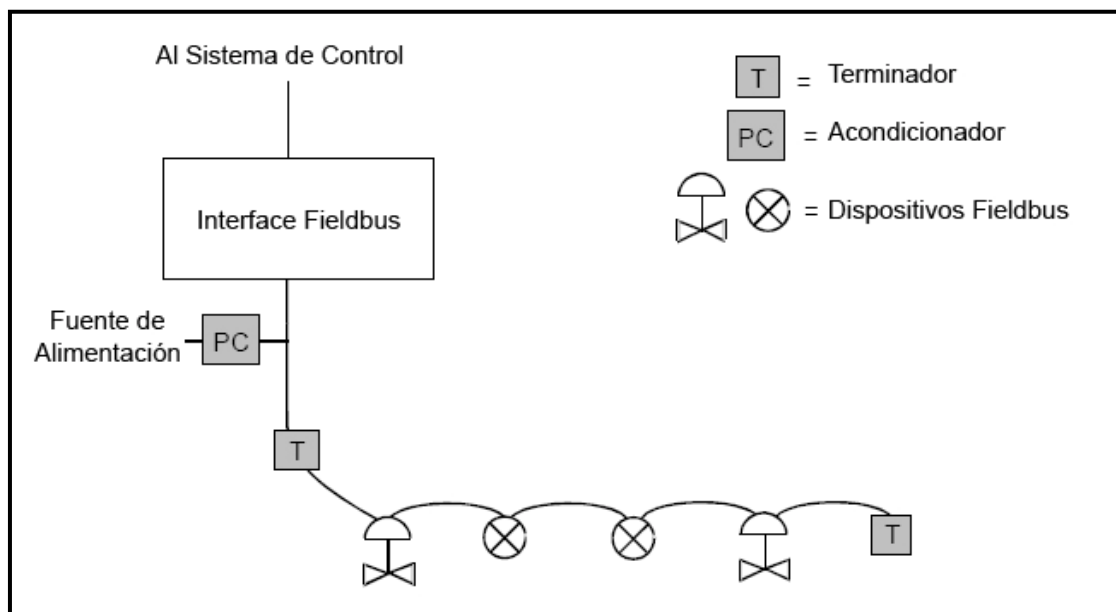 Al Sistema de Control
Interface Fieldbus
Fuente de
Alimentación
PC
T
T
T = Terminador
PC = Acondicionador
= Dispositivos Fieldbus